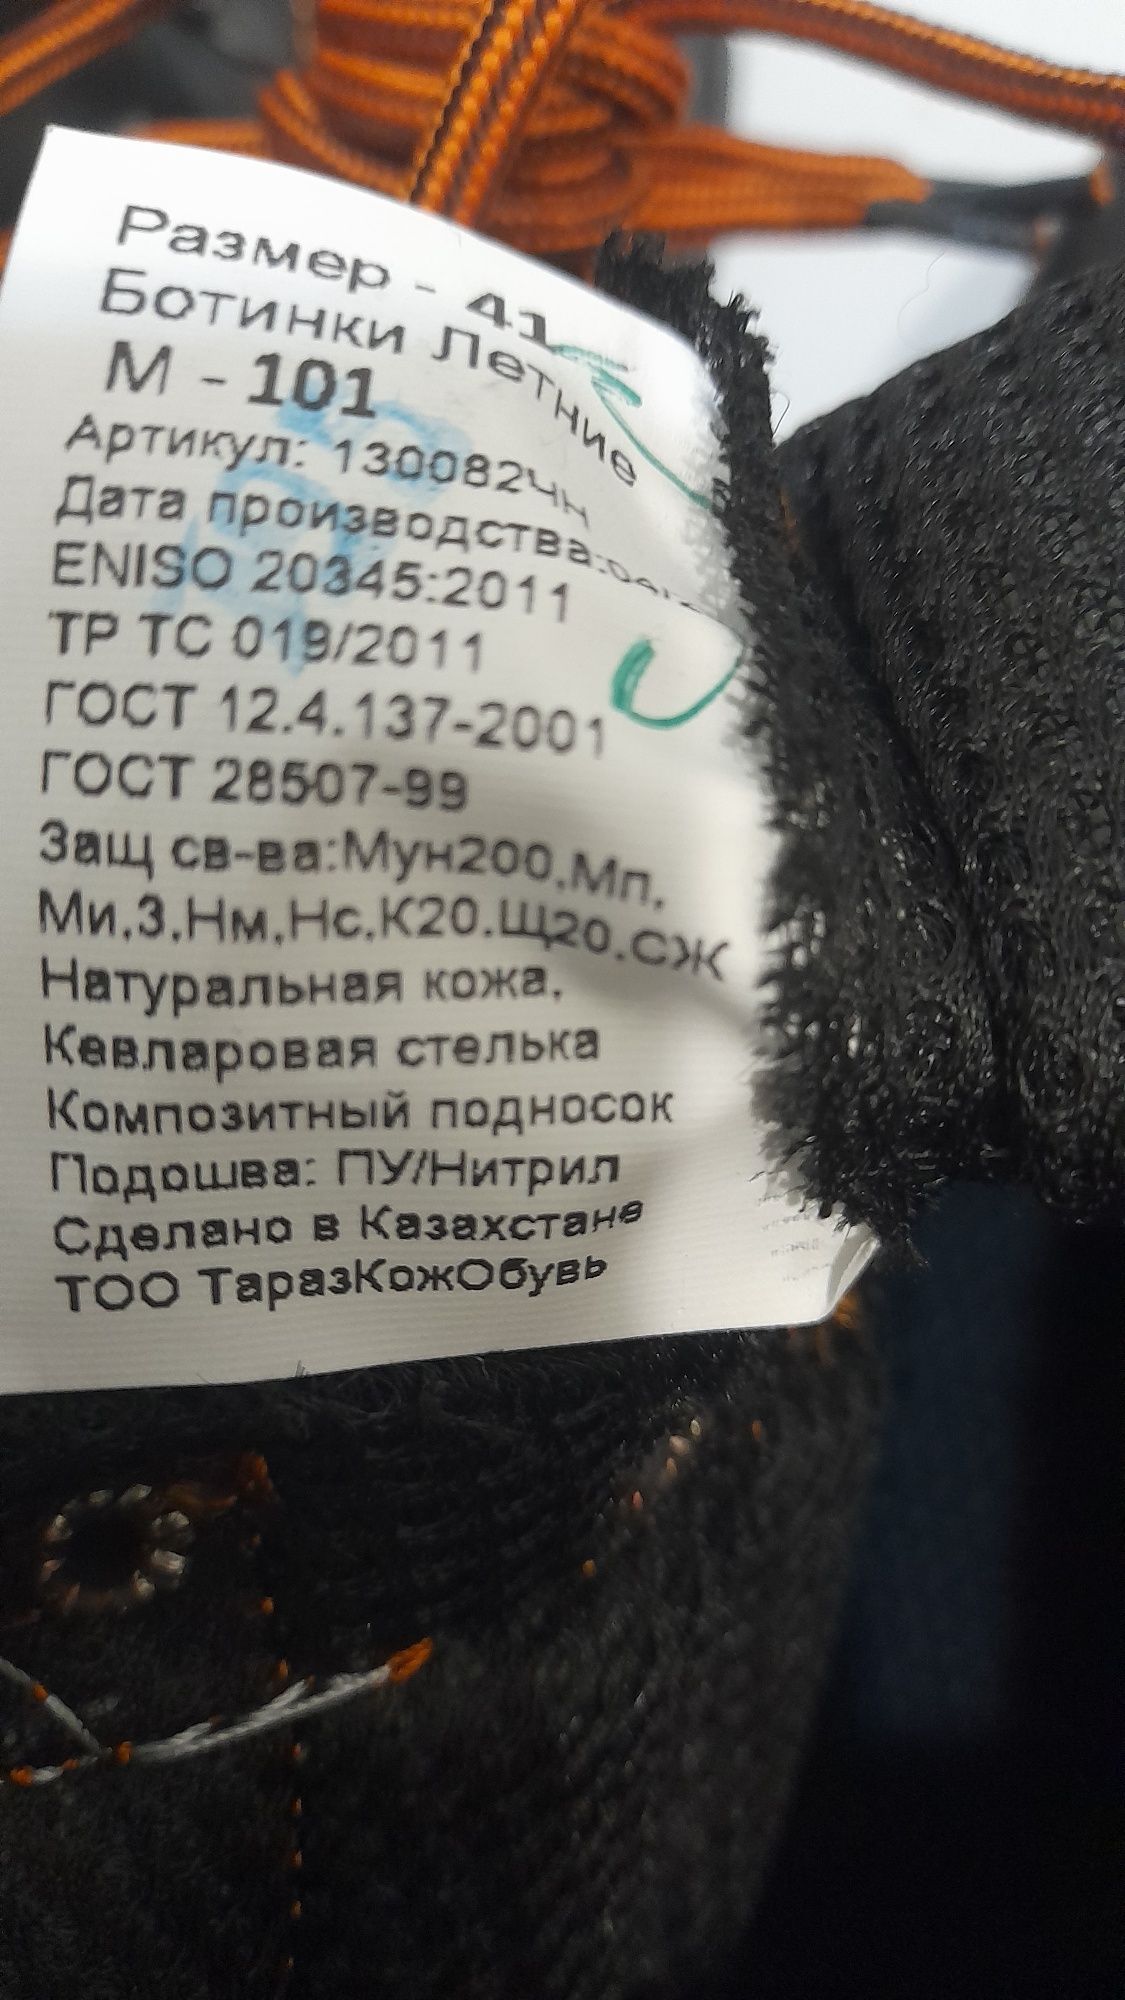 Размер - 41
Ботинки Летние
М - 101
Артикул: 130082ЧН
Дата производства:
ENISO 20345:2011
ТР ТС 019/2011
ГОСТ 12.4.137-2001
ГОСТ 28507-99
Защ св-ва:Мун200,Мп,
Ми,З,Нм,Нс,К20.Щ20.СЖ
Натуральная кожа,
Кевларовая стелька
Композитный подносок
Подошва: ПУ/Нитрил
Сделано в Казахстане
ТОО ТаразКожОбувь